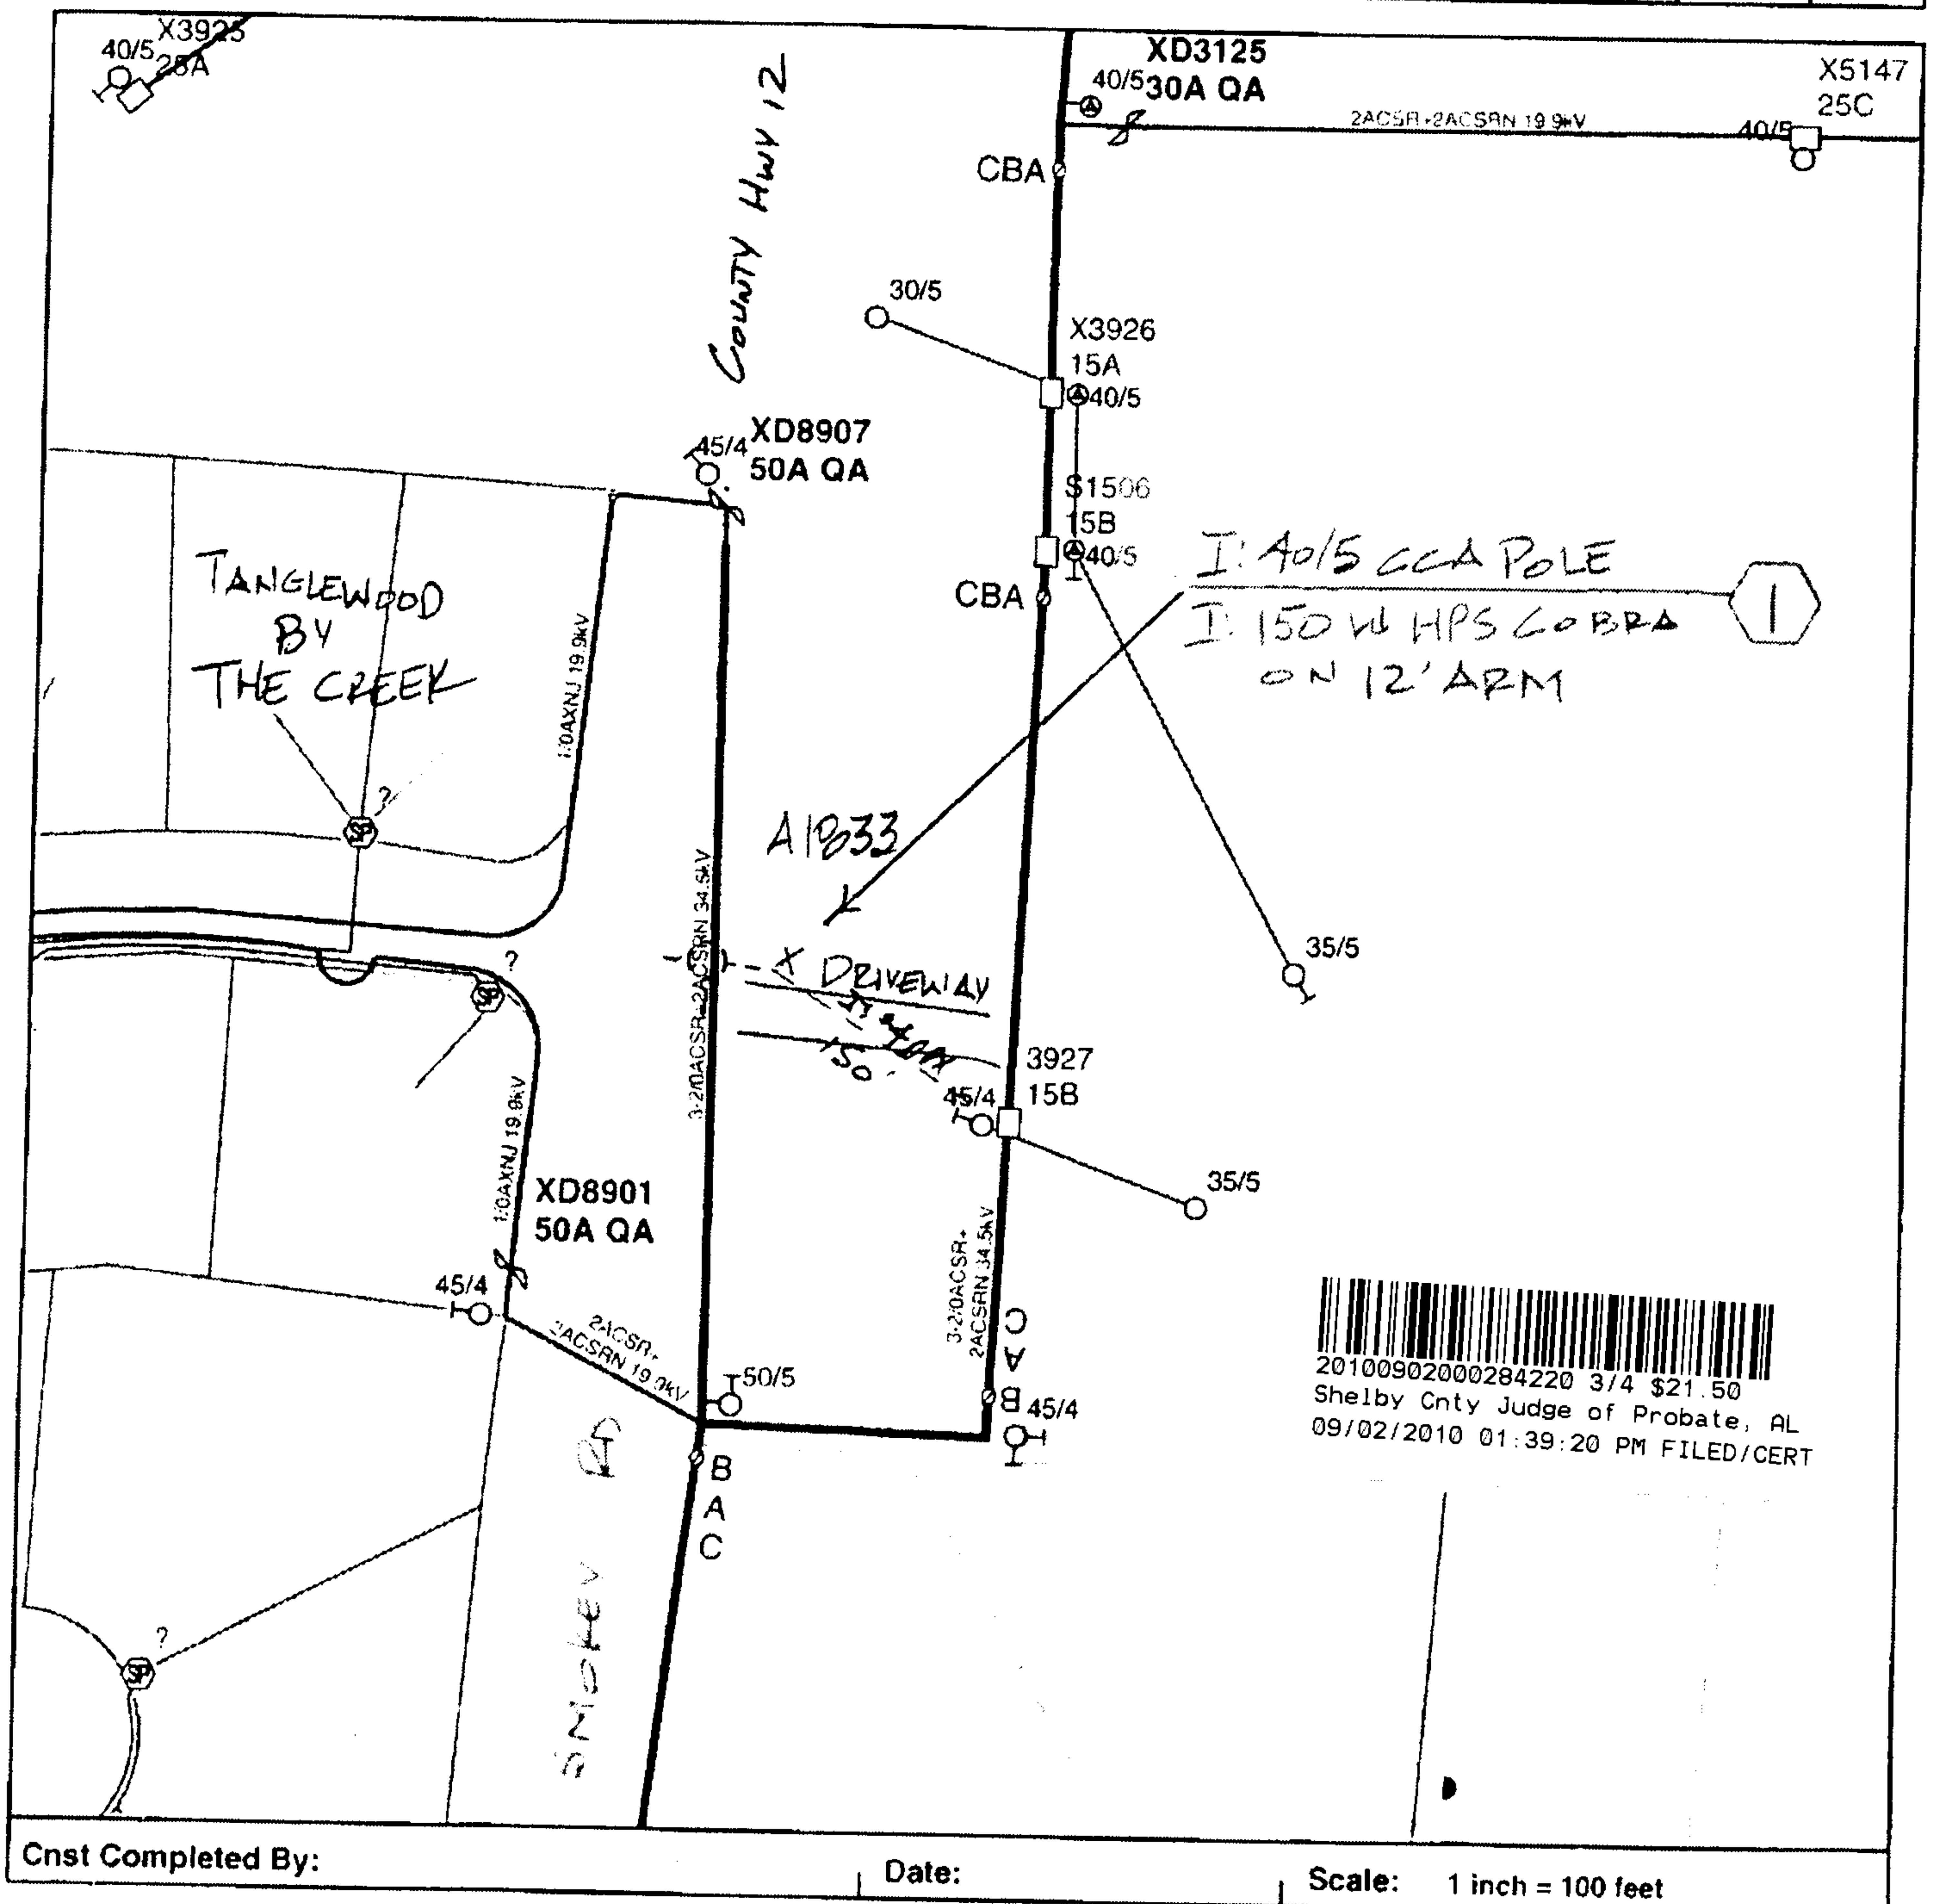 X3925
40/5
25A
COUNTY HWY 12
XD3125
40/5
30A QA
X5147
25C
2ACSR+2ACSRN 19.9kV
40/5
CBA
30/5
X3926
15A
40/5
45/4
XD8907
50A QA
S1506
15B
40/5
CBA
I: 40/5 CCA POLE
I: 150 W HPS COBRA
ON 12' ARM
1
TANGLEWOOD
BY
THE CREEK
1/0AXNJ 19.9kV
?
SP
3-2/0ACSR+2ACSRN 34.5kV
?
SP
X DRIVEWAY
150'
35/5
3927
15B
45/4
35/5
1/0AXNJ 19.9kV
XD8901
50A QA
45/4
2ACSR+
2ACSRN 19.9kV
3-2/0ACSR+
2ACSRN 34.5kV
C
A
B
50/5
45/4
B
A
C
SMOKEY RD
?
SP
20100902000284220 3/4 $21.50
Shelby Cnty Judge of Probate, AL
09/02/2010 01:39:20 PM FILED/CERT
Cnst Completed By:
Date:
Scale: 1 inch = 100 feet